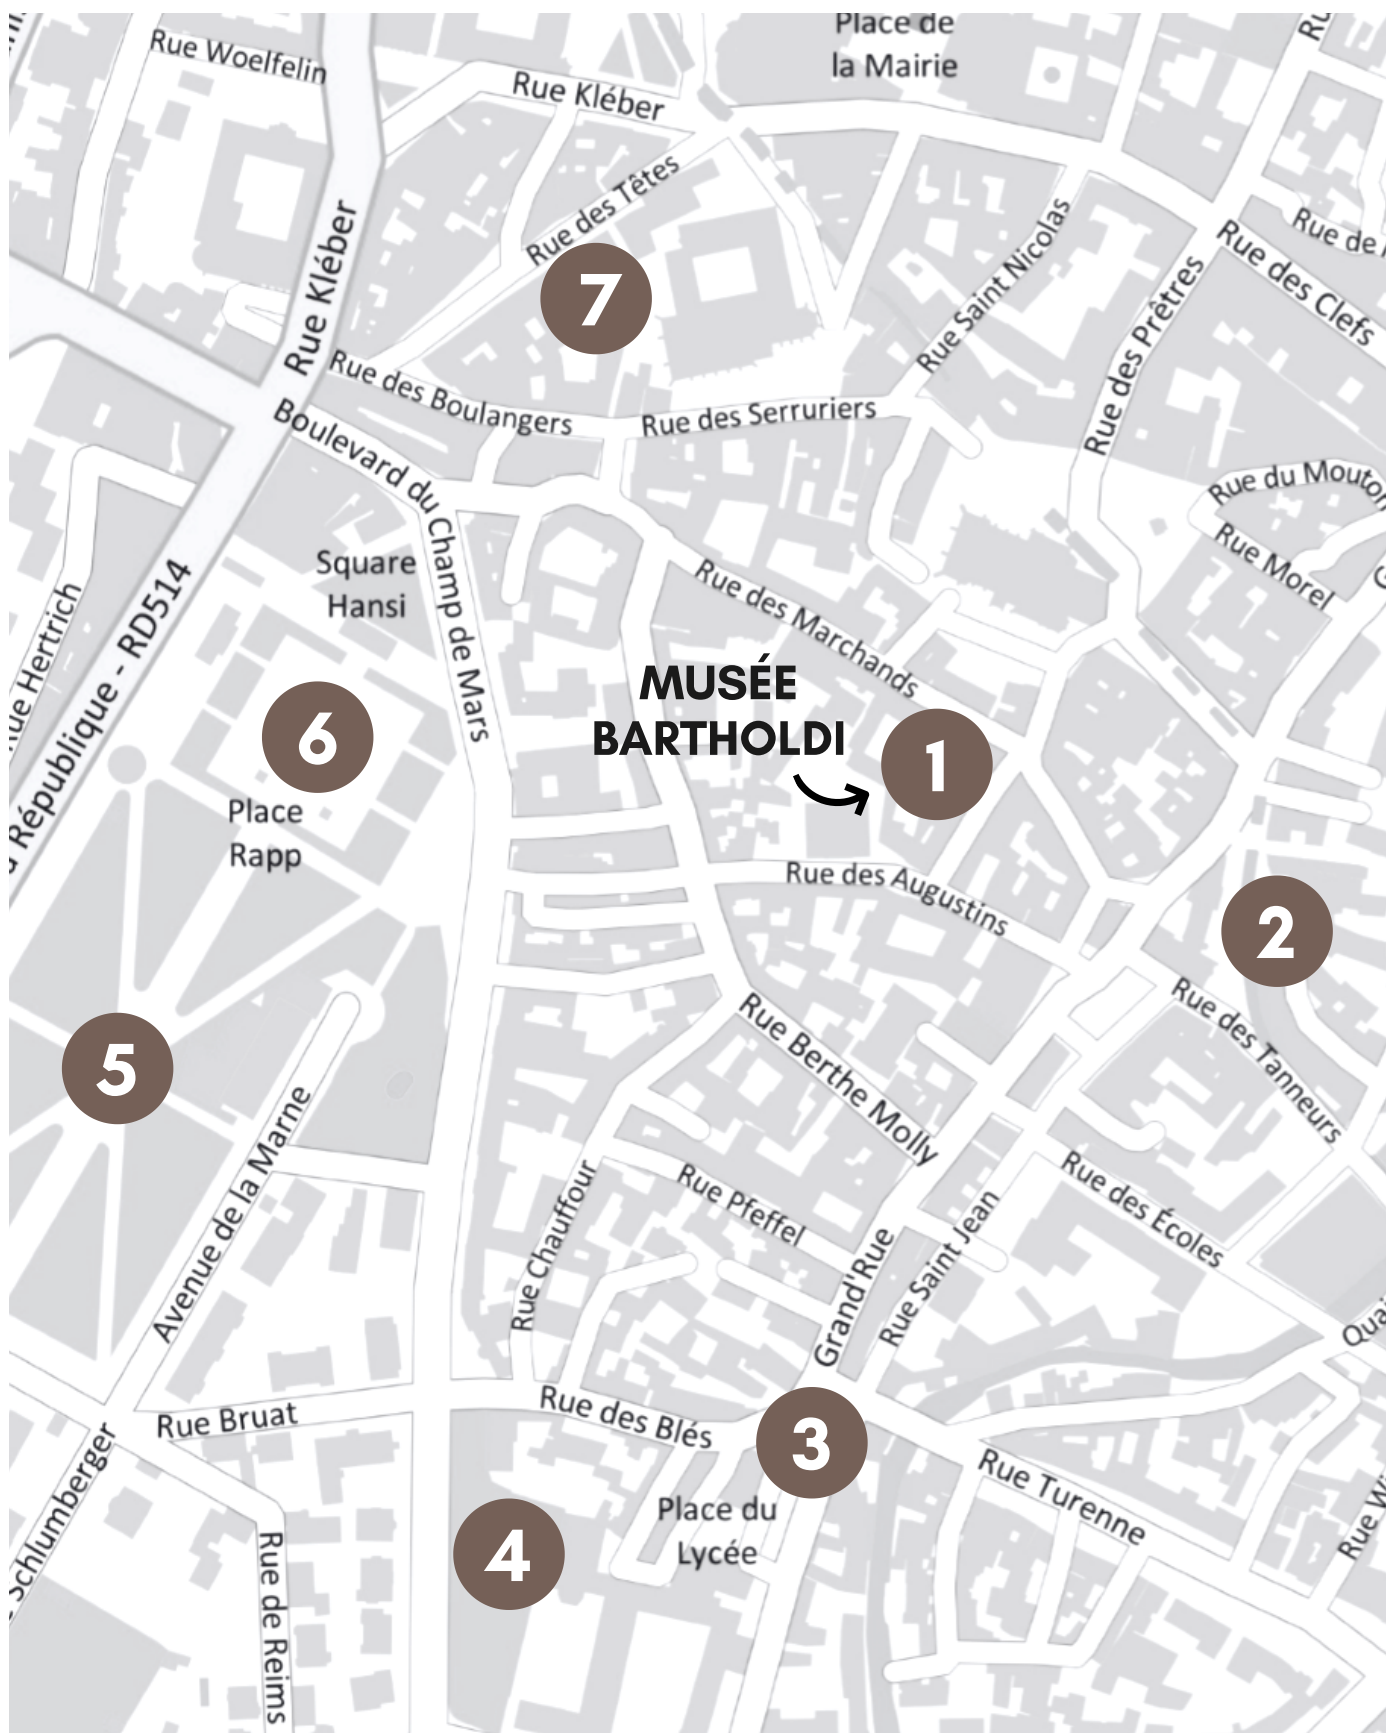 Place de
la Mairie
Rue Woelfelin
Rue Kléber
Rue des Têtes
Rue Kléber
7
Rue Saint Nicolas
Rue des Prêtres
Rue des Clefs
Rue de
Rue des Boulangers
Rue des Serruriers
Boulevard du Champ de Mars
Rue du Mouton
Rue Morel
Square
Hansi
République - RD514
Hertrich
Rue des Marchands
MUSÉE
BARTHOLDI
1
6
Place
Rapp
Rue des Augustins
2
Rue des Tanneurs
Rue Berthe Molly
5
Avenue de la Marne
Rue Chauffour
Rue Pfeffel
Rue des Écoles
Grand'Rue
Rue Saint Jean
Quai
Rue Bruat
Rue des Blés
3
Rue Turenne
Schlumberger
Place du
Lycée
4
Rue de Reims
Rue